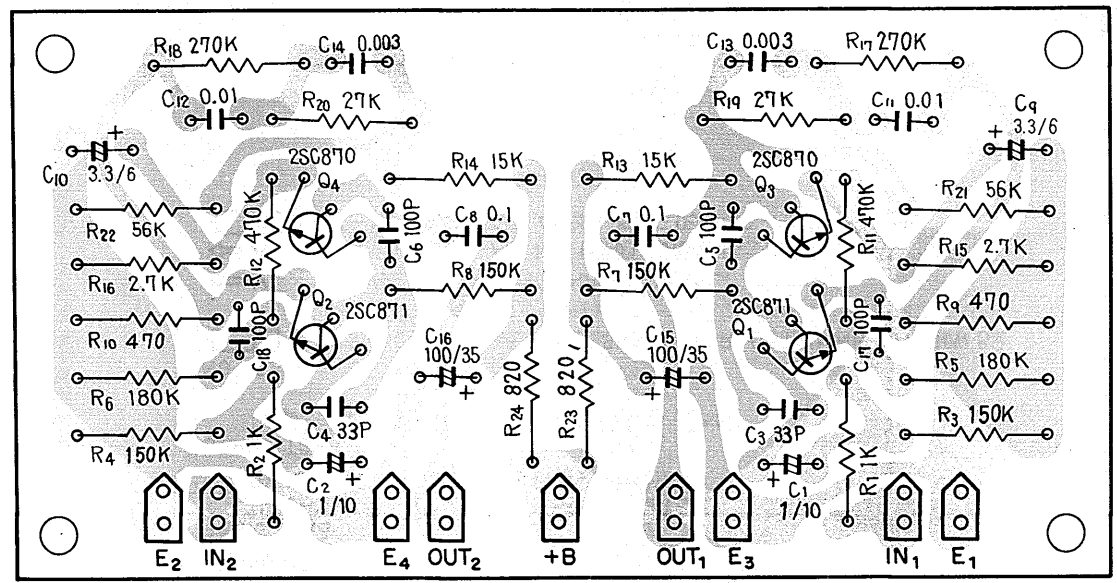 R18 270K
C14 0.003
C13 0.003
R17 270K
C12 0.01
R20 27K
R19 27K
C11 0.01
C9
3.3/6
+
+
C10
3.3/6
2SC870
Q4
R14 15K
R13 15K
2SC870
Q3
R21 56K
R22 56K
R12 470K
C6 100P
C8 0.1
C7 0.1
C5 100P
R11 470K
R15 2.7K
R16 2.7K
R8 150K
R7 150K
Q2
2SC871
2SC871
Q1
R9 470
R10 470
C18 100P
C16
100/35
+
C15
100/35
+
C17 100P
R5 180K
R6
180K
R24 820
R23 820
R3 150K
R4 150K
R2 1K
C4 33P
C3 33P
R1 1K
C2
1/10
+
+
C1
1/10
E2
IN2
E4
OUT2
+B
OUT1
E3
IN1
E1